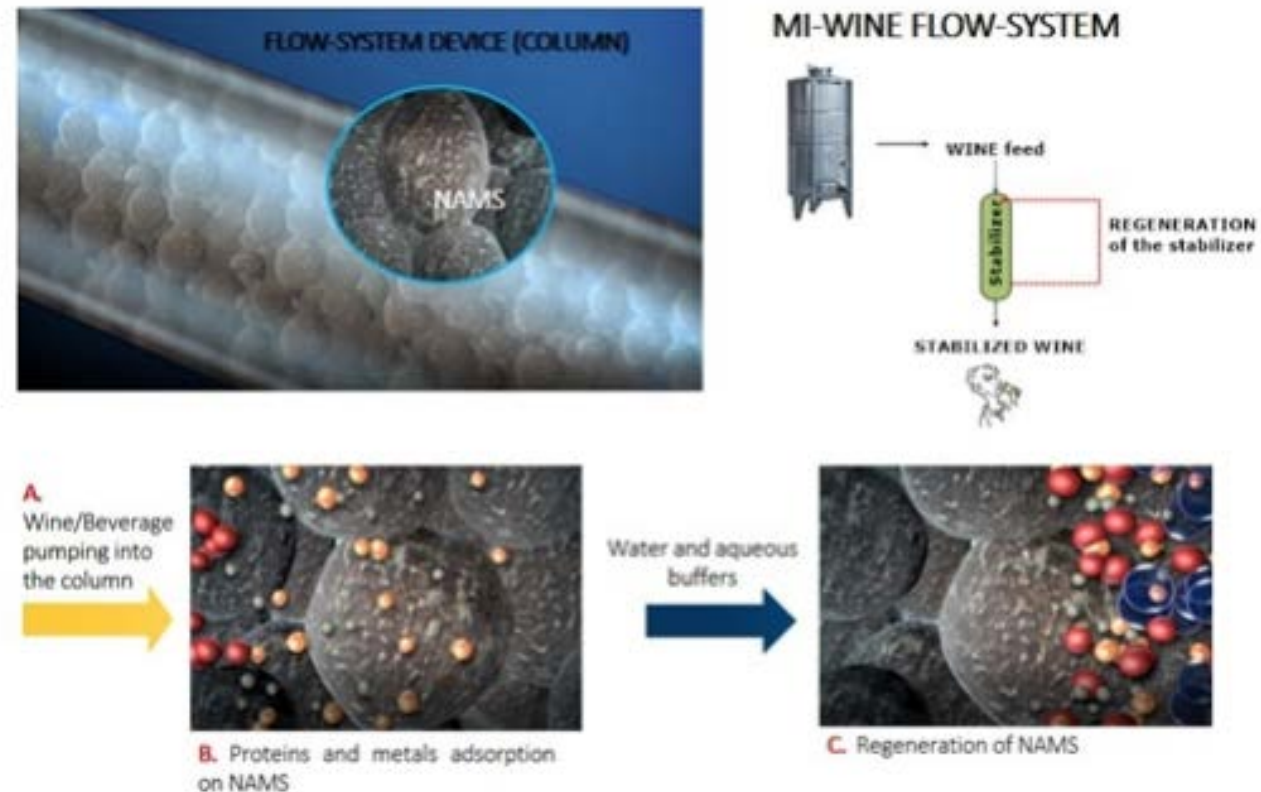 FLOW-SYSTEM DEVICE (COLUMN)
NAMS
MI-WINE FLOW-SYSTEM
WINE feed
Stabilizer
REGENERATION
of the stabilizer
STABILIZED WINE
A.
Wine/Beverage
pumping into
the column
Water and aqueous
buffers
B. Proteins and metals adsorption
on NAMS
C. Regeneration of NAMS